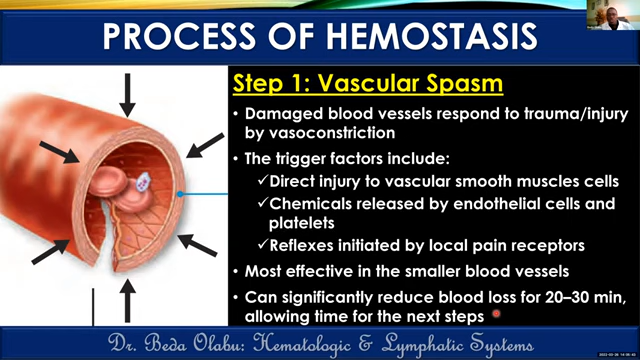 PROCESS OF HEMOSTASIS
Step 1: Vascular Spasm
• Damaged blood vessels respond to trauma/injury
by vasoconstriction
• The trigger factors include:
✓Direct injury to vascular smooth muscles cells
✓Chemicals released by endothelial cells and
platelets
✓Reflexes initiated by local pain receptors
• Most effective in the smaller blood vessels
• Can significantly reduce blood loss for 20–30 min,
allowing time for the next steps
Dr. Beda Olabu: Hematologic & Lymphatic Systems